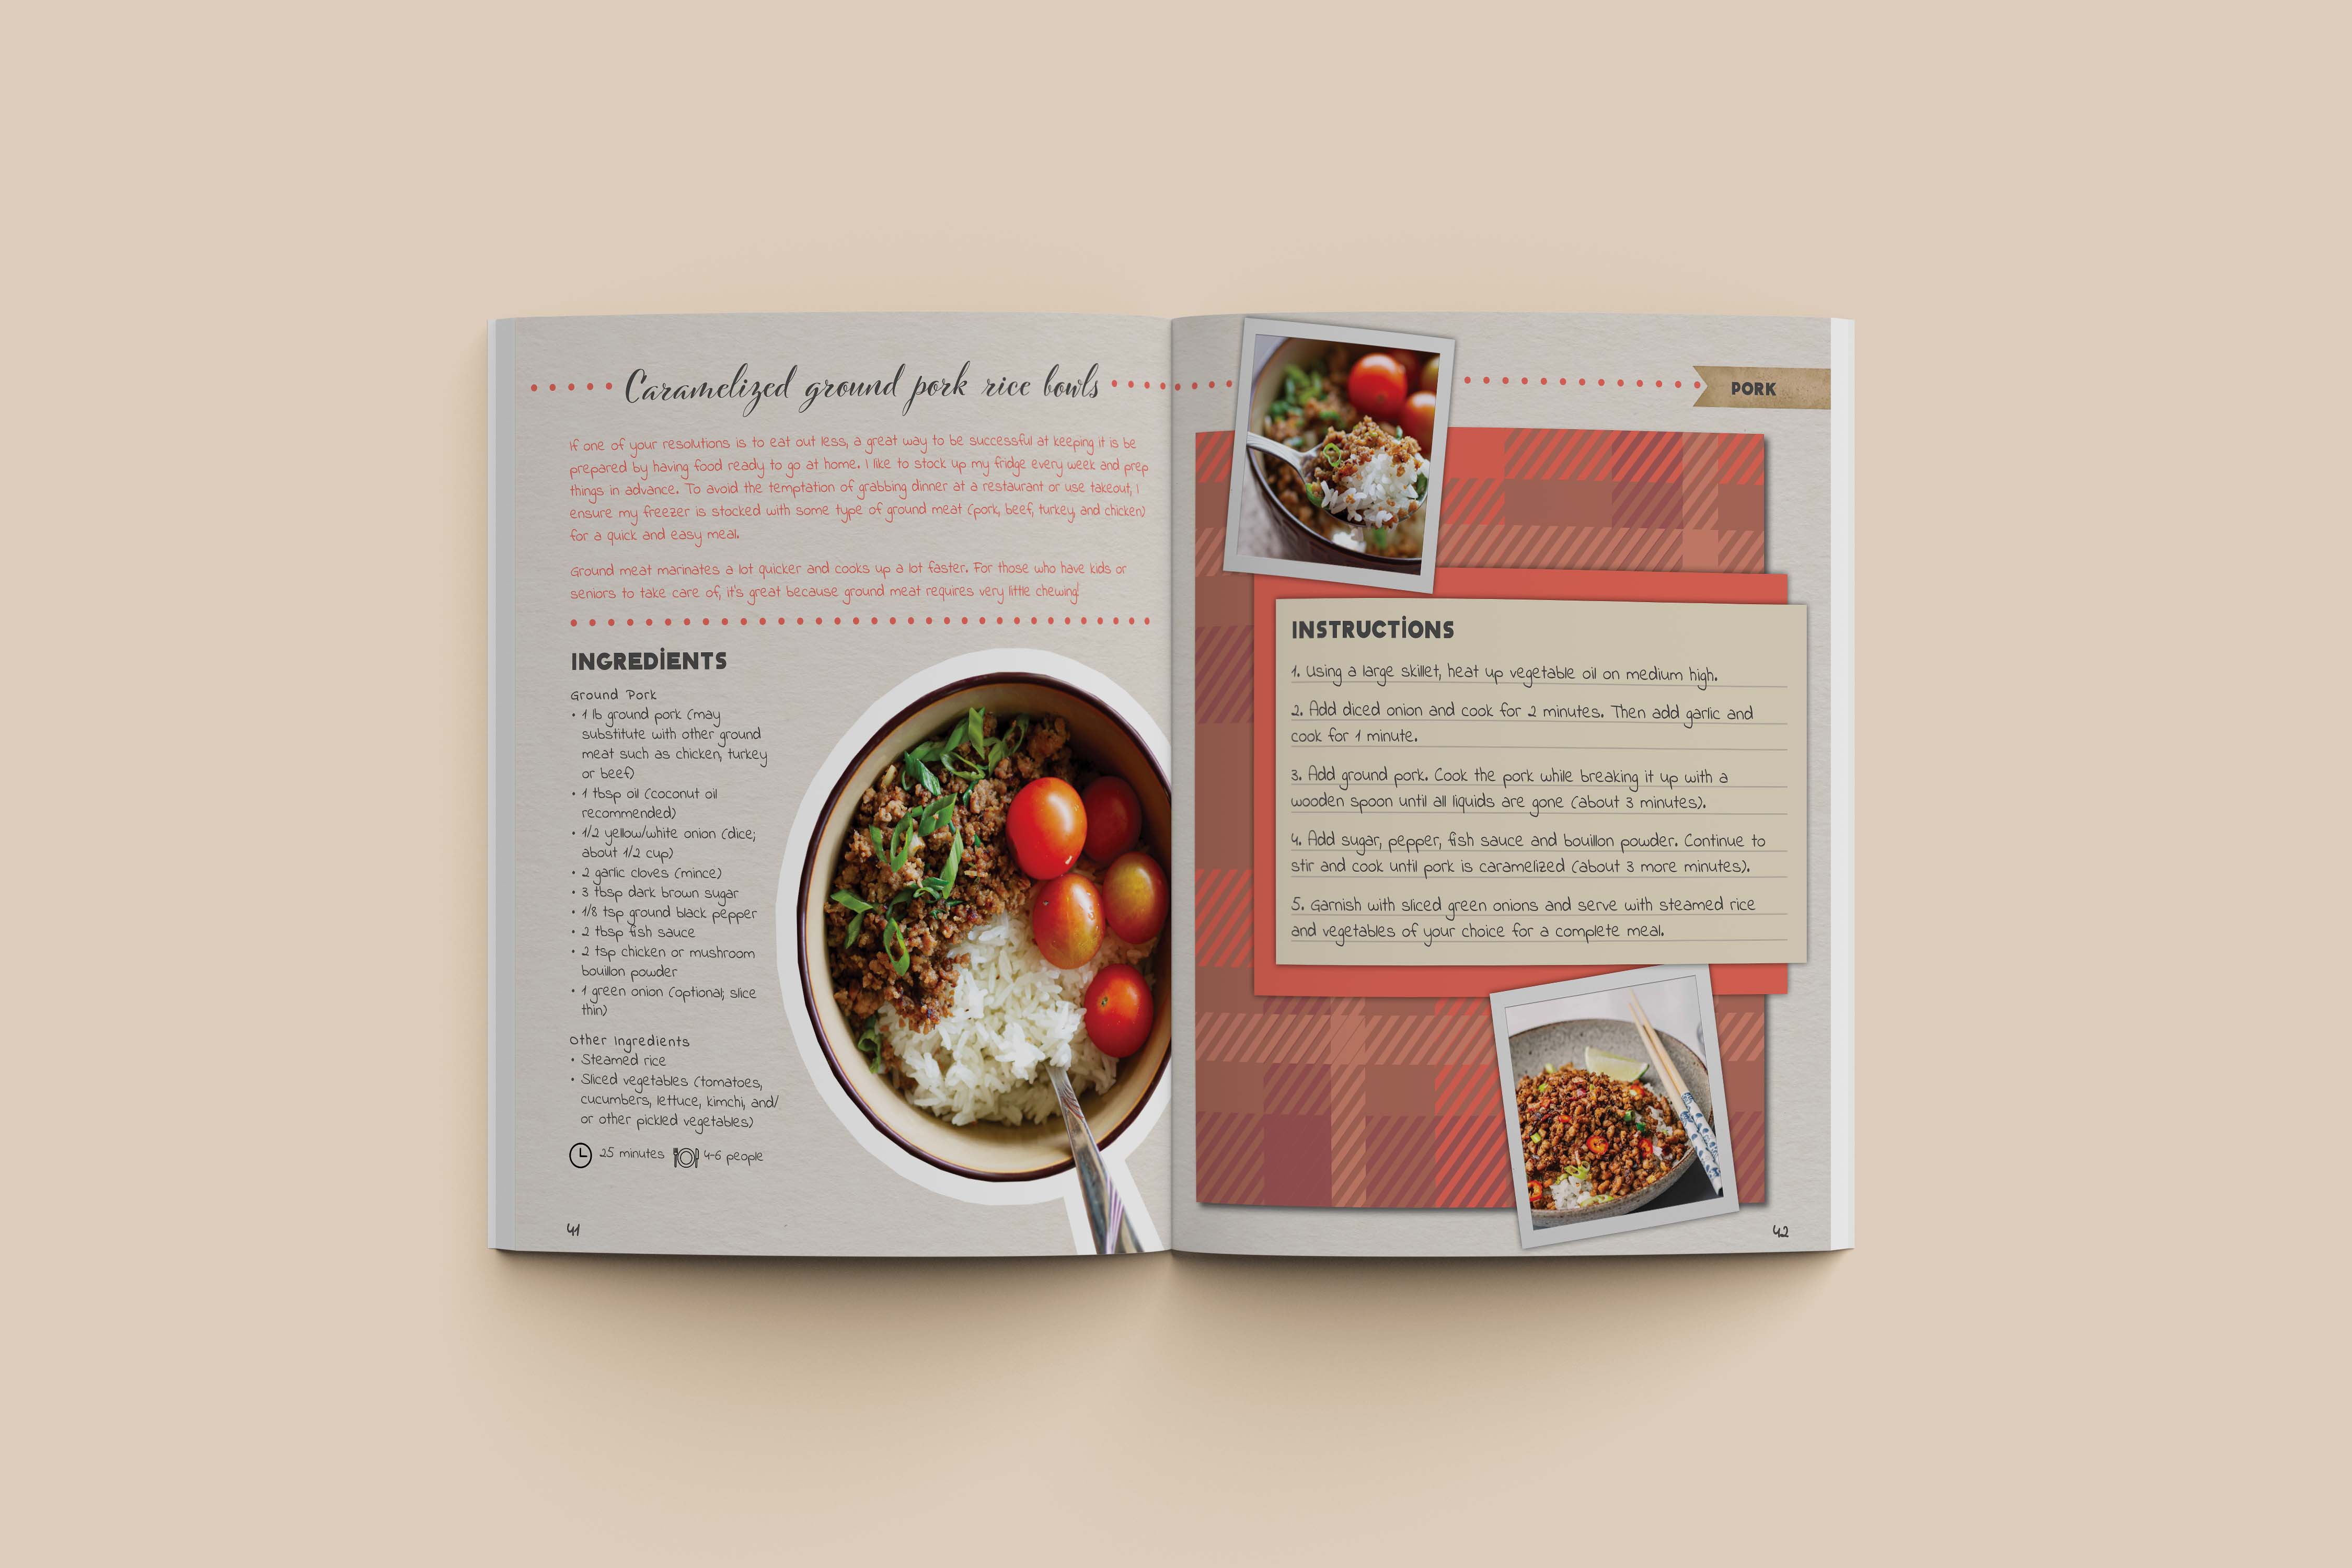 Caramelized ground pork rice bowls
If one of your resolutions is to eat out less, a great way to be successful at keeping it is be
prepared by having food ready to go at home. I like to stock up my fridge every week and prep
things in advance. To avoid the temptation of grabbing dinner at a restaurant or use takeout, I
ensure my freezer is stocked with some type of ground meat (pork, beef, turkey, and chicken)
for a quick and easy meal.
Ground meat marinates a lot quicker and cooks up a lot faster. For those who have kids or
seniors to take care of, it's great because ground meat requires very little chewing!
INGREDIENTS
Ground Pork
• 1 lb ground pork (may
substitute with other ground
meat such as chicken, turkey
or beef)
• 1 tbsp oil (coconut oil
recommended)
• 1/2 yellow/white onion (dice;
about 1/2 cup)
• 2 garlic cloves (mince)
• 3 tbsp dark brown sugar
• 1/8 tsp ground black pepper
• 2 tbsp fish sauce
• 2 tsp chicken or mushroom
bouillon powder
• 1 green onion (optional; slice
thin)
Other Ingredients
• Steamed rice
• Sliced vegetables (tomatoes,
cucumbers, lettuce, kimchi, and/
or other pickled vegetables)
25 minutes 4-6 people
41
PORK
INSTRUCTIONS
1. Using a large skillet, heat up vegetable oil on medium high.
2. Add diced onion and cook for 2 minutes. Then add garlic and
cook for 1 minute.
3. Add ground pork. Cook the pork while breaking it up with a
wooden spoon until all liquids are gone (about 3 minutes).
4. Add sugar, pepper, fish sauce and bouillon powder. Continue to
stir and cook until pork is caramelized (about 3 more minutes).
5. Garnish with sliced green onions and serve with steamed rice
and vegetables of your choice for a complete meal.
42